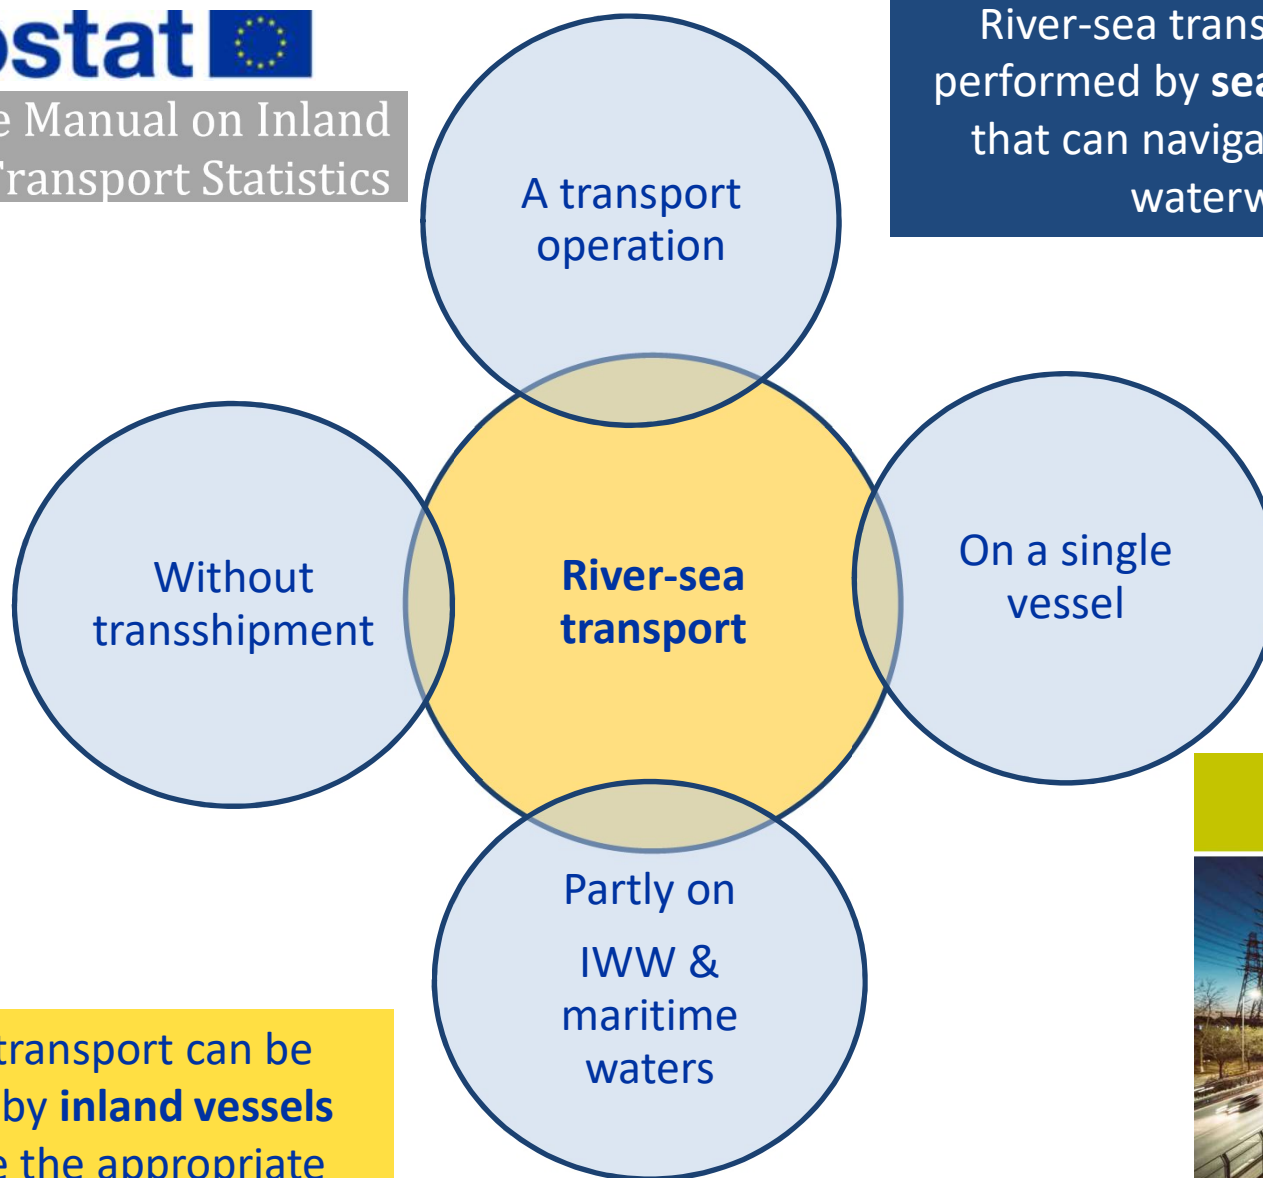 ostat
e Manual on Inland
Transport Statistics
River-sea trans
performed by sea
that can naviga
waterw
A transport
operation
Without
transshipment
River-sea
transport
On a single
vessel
Partly on
IWW &
maritime
waters
transport can be
by inland vessels
e the appropriate